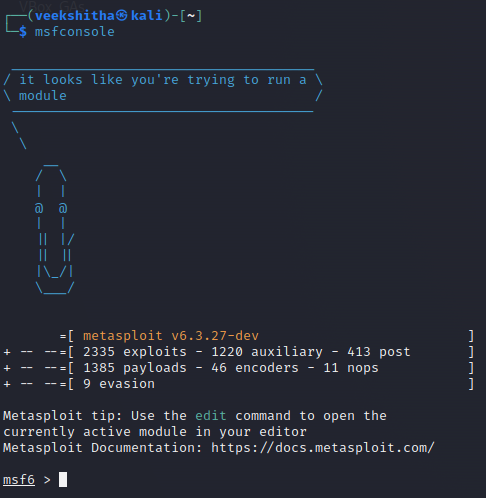 VBox_GAs
┌──(veekshitha㉿kali)-[~]
└─$ msfconsole
/ it looks like you're trying to run a \
\ module /
\
\
__
/ \
| |
@ @
| |
|| |/
|| ||
|\_/|
\___/
=[ metasploit v6.3.27-dev ]
+ -- --=[ 2335 exploits - 1220 auxiliary - 413 post ]
+ -- --=[ 1385 payloads - 46 encoders - 11 nops ]
+ -- --=[ 9 evasion ]
Metasploit tip: Use the edit command to open the
currently active module in your editor
Metasploit Documentation: https://docs.metasploit.com/
msf6 >